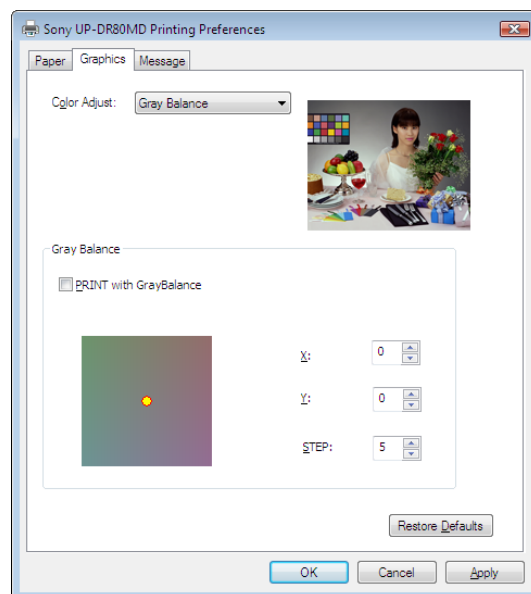 Sony UP-DR80MD Printing Preferences
Paper Graphics Message
Color Adjust: Gray Balance
Gray Balance
PRINT with GrayBalance
X: 0
Y: 0
STEP: 5
Restore Defaults
OK Cancel Apply